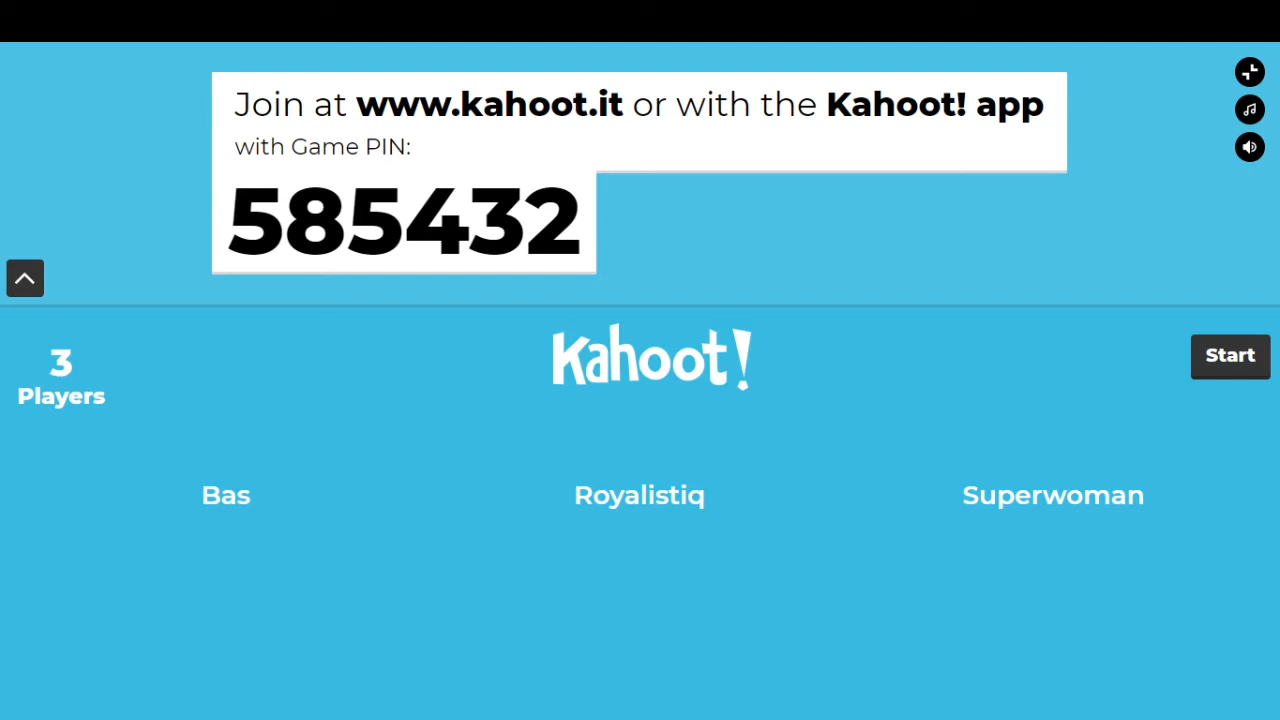 Join at www.kahoot.it or with the Kahoot! app
with Game PIN:
585432
3
Players
Kahoot!
Start
Bas
Royalistiq
Superwoman